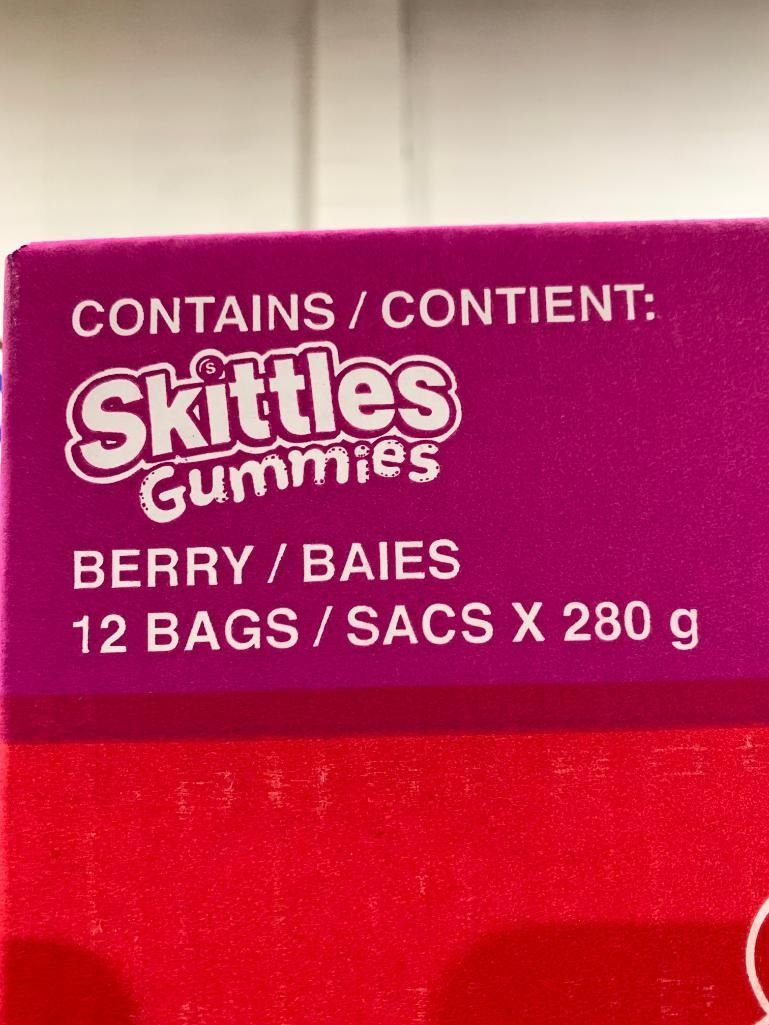 CONTAINS / CONTIENT:
Skittles
Gummies
BERRY / BAIES
12 BAGS / SACS X 280 g